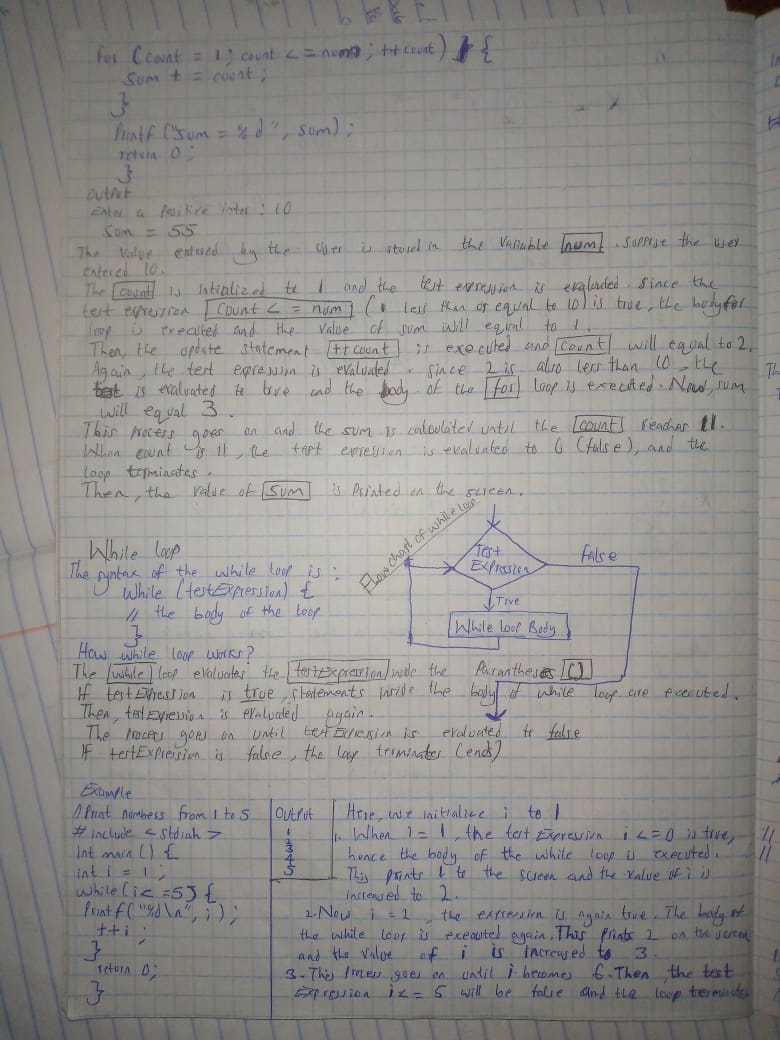 for (count = 1; count <= num; ++count) {
Sum += count;
}
Printf ("sum = %d", sum);
return 0;
}
output
Enter a Positive inter : 10
Sum = 55
The Value entered by the User is stored in the Variable num. Suppose the user
entered 10.
The count is intialized to 1 and the test expression is evaluated. Since the
test expression count <= num (1 less than or equal to 10) is true, the body for
loop is executed and the Value of sum will equal to 1.
Then, the update statement ++count is executed and count will equal to 2.
Again, the test expression is evaluated. Since 2 is also less than 10, the
test is evaluated to true and the body of the for loop is executed. Now, sum
will equal 3.
This process goes on and the sum is calculated until the count reaches 11.
When count is 11, the test expression is evaluated to 0 (false), and the
loop terminates.
Then, the value of sum is Printed on the screen.
Flow chart of while loop
Test
Expression
false
True
While loop Body
While loop
The syntax of the while loop is :
While (testExpression) {
// the body of the loop
}
How while loop works?
The while loop evaluates the testExpression inside the Parantheses ()
If testExpression is true, statements inside the body of while loop are executed.
Then, testExpression is evaluated again.
The Process goes on until testExpression is evaluated to false
If testExpression is false, the loop terminates (ends)
Example
// Print numbers from 1 to 5
# include <stdioh>
int main () {
int i = 1;
while (i <= 5) {
Printf("%d\n", i);
++i;
}
return 0;
}
Output
1
2
3
4
5
Here, we initialize i to 1
1. When i = 1, the test Expression i <= 0 is true,
hence the body of the while loop is executed.
This prints 1 to the screen and the value of i is
increased to 2.
2. Now i = 2, the expression is again true. The body of
the while loop is executed again. This Prints 2 on the screen
and the value of i is increased to 3.
3 - This Process goes on until i becomes 6. Then, the test
Expression i <= 5 will be false and the loop terminates